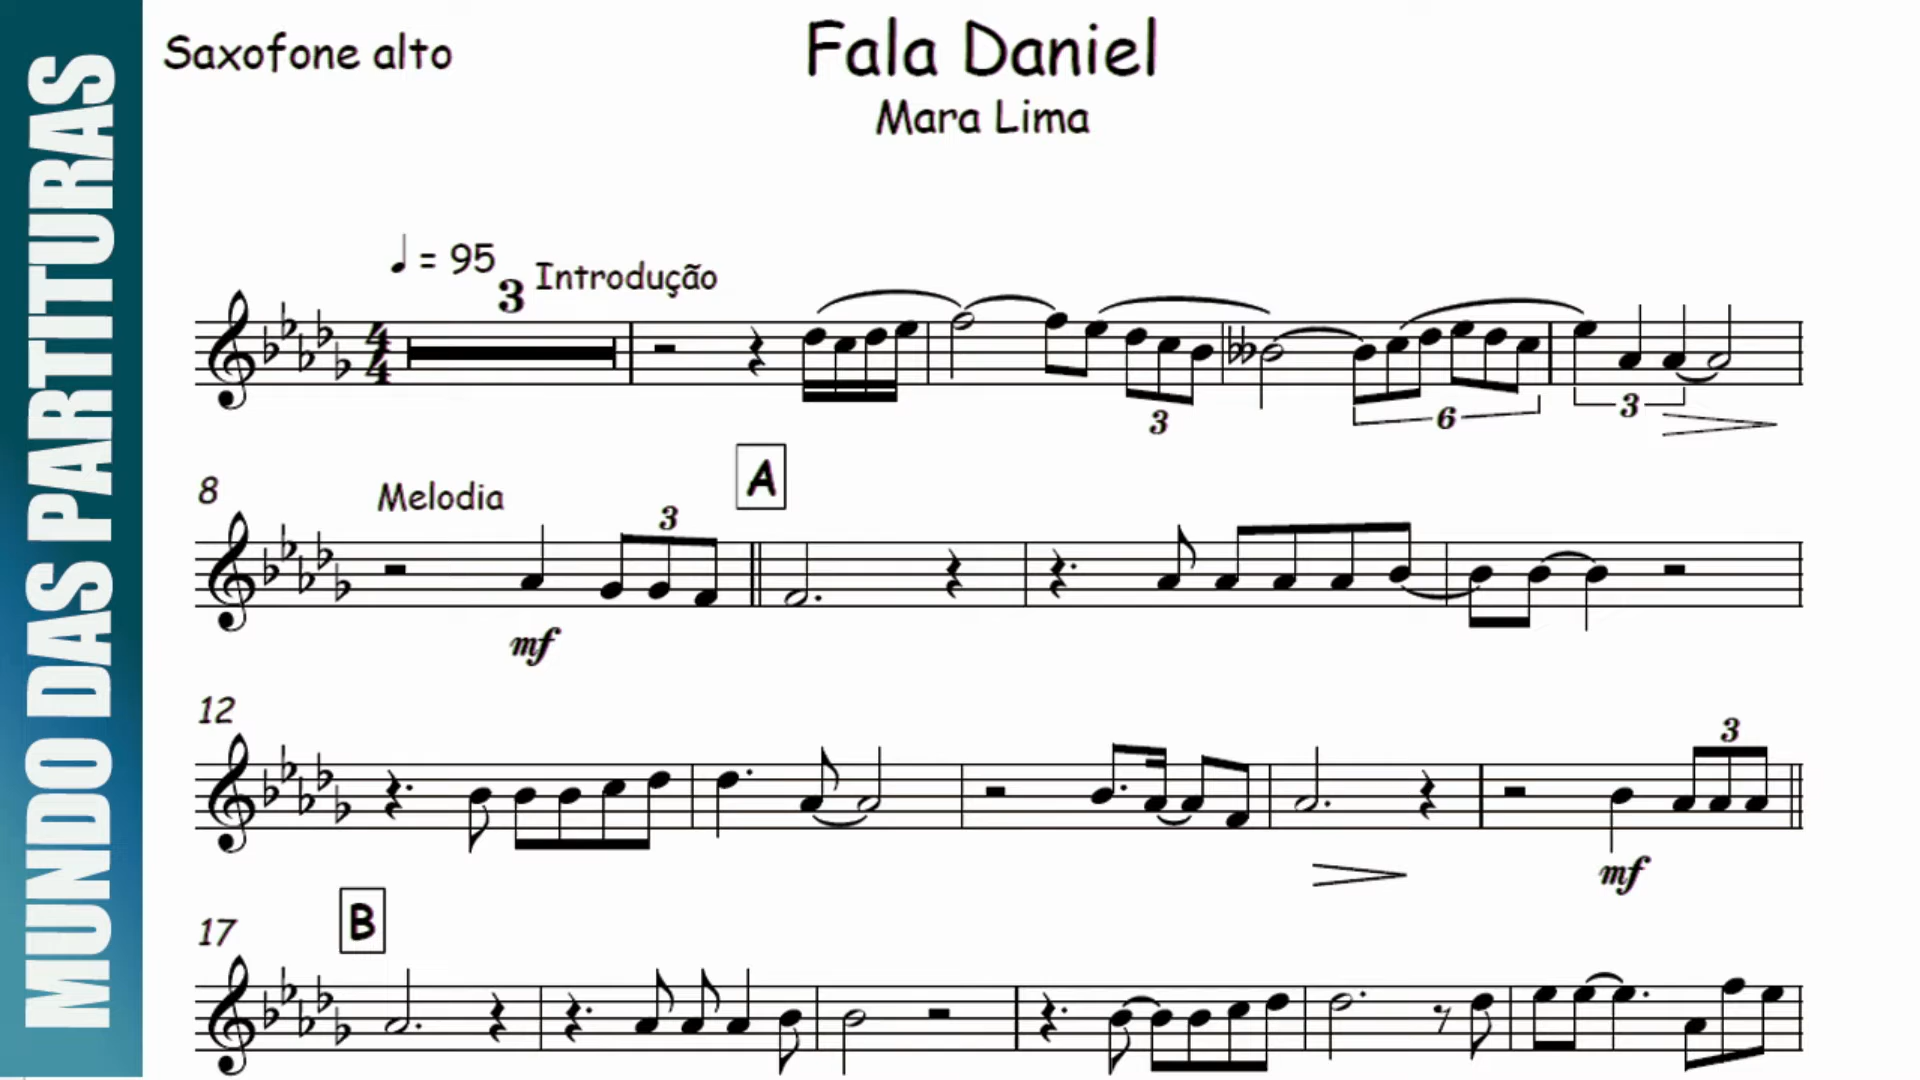 MUNDO DAS PARTITURAS
Saxofone alto
Fala Daniel
Mara Lima
= 95
3
Introdução
3
6
3
8
Melodia
3
A
mf
12
3
mf
17
B